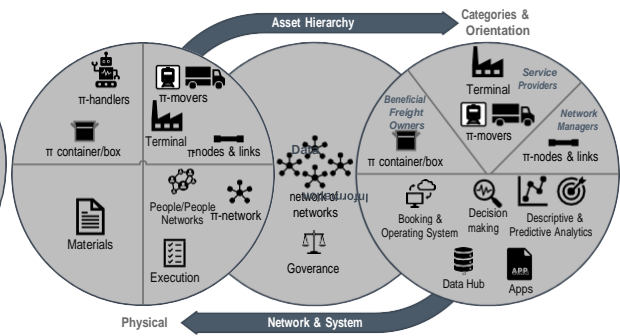 Asset Hierarchy
Categories &
Orientation
π-handlers
π-movers
π container/box
Terminal
πnodes & links
Materials
People/People
Networks
π-network
Execution
Data
Information
network of
networks
Goverance
Beneficial
Freight
Owners
π container/box
Terminal
Service
Providers
π-movers
Network
Managers
π-nodes & links
Booking &
Operating System
Decision
making
Descriptive &
Predictive Analytics
Data Hub
APP
Apps
Physical
Network & System